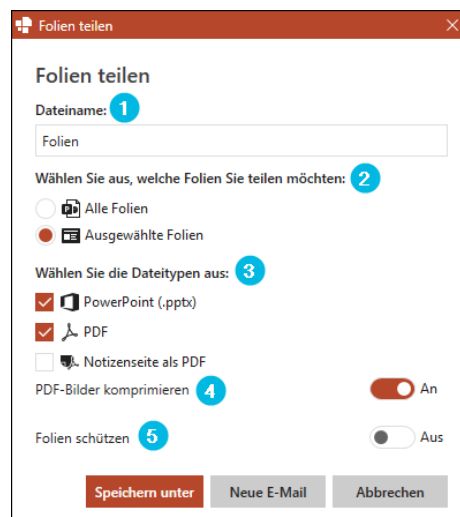 Folien teilen
Folien teilen
Dateiname: 1
Folien
Wählen Sie aus, welche Folien Sie teilen möchten: 2
Alle Folien
Ausgewählte Folien
Wählen Sie die Dateitypen aus: 3
PowerPoint (.pptx)
PDF
Notizenseite als PDF
PDF-Bilder komprimieren 4 An
Folien schützen 5 Aus
Speichern unter Neue E-Mail Abbrechen